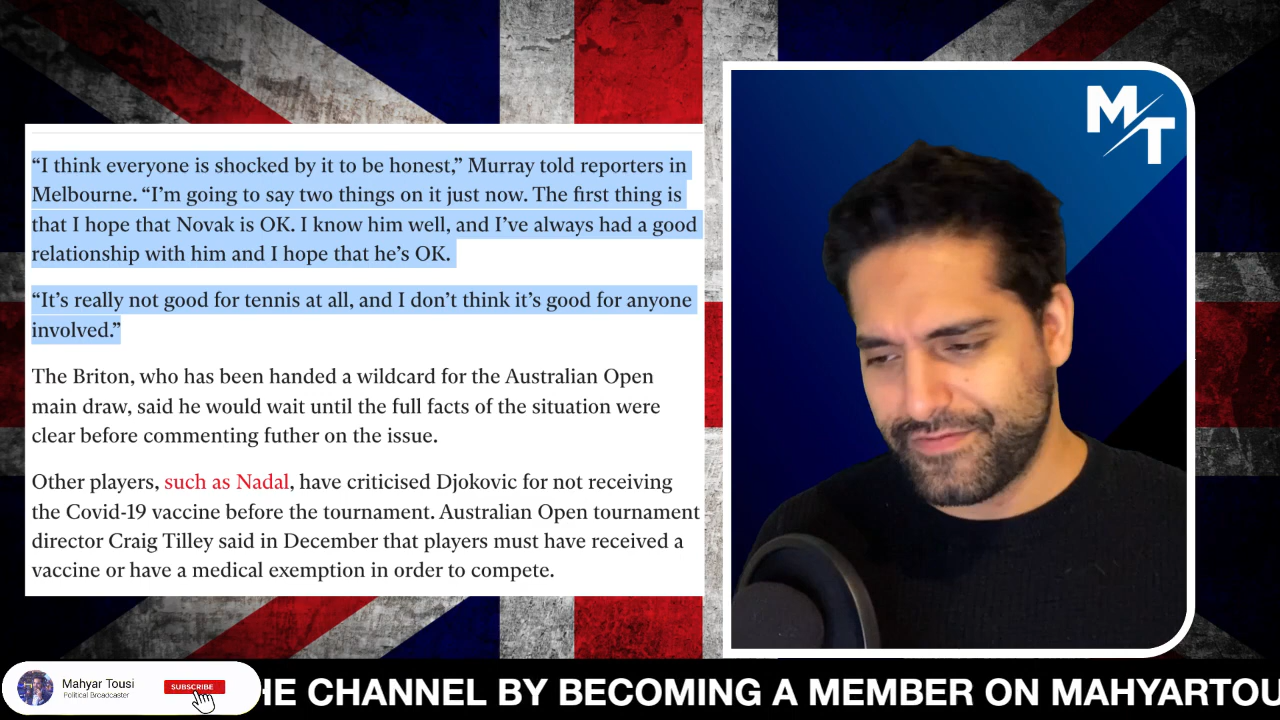 “I think everyone is shocked by it to be honest,” Murray told reporters in
Melbourne. “I’m going to say two things on it just now. The first thing is
that I hope that Novak is OK. I know him well, and I’ve always had a good
relationship with him and I hope that he’s OK.
“It’s really not good for tennis at all, and I don’t think it’s good for anyone
involved.”
The Briton, who has been handed a wildcard for the Australian Open
main draw, said he would wait until the full facts of the situation were
clear before commenting futher on the issue.
Other players, such as Nadal, have criticised Djokovic for not receiving
the Covid-19 vaccine before the tournament. Australian Open tournament
director Craig Tilley said in December that players must have received a
vaccine or have a medical exemption in order to compete.
M/T
Mahyar Tousi
Political Broadcaster
SUBSCRIBE
HE CHANNEL BY BECOMING A MEMBER ON MAHYARTOU